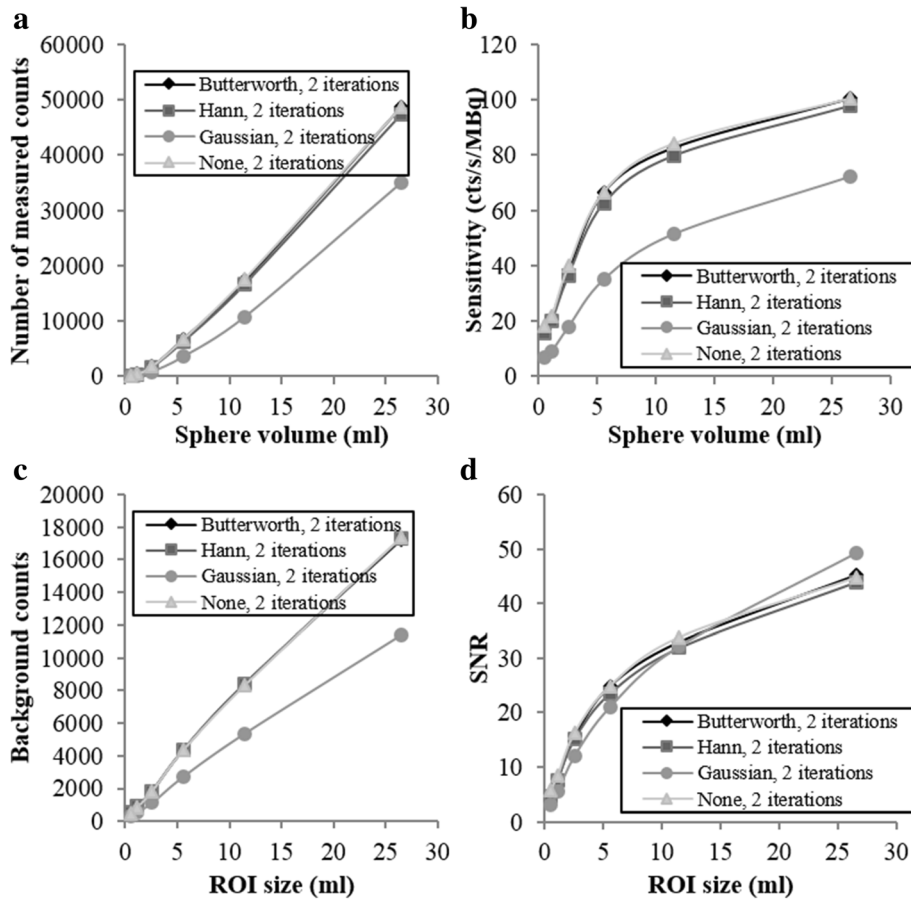 a
60000
50000
40000
30000
20000
10000
0
Number of measured counts
Butterworth, 2 iterations
Hann, 2 iterations
Gaussian, 2 iterations
None, 2 iterations
0 5 10 15 20 25 30
Sphere volume (ml)
b
120
100
80
60
40
20
0
Sensitivity (cts/s/MBq)
Butterworth, 2 iterations
Hann, 2 iterations
Gaussian, 2 iterations
None, 2 iterations
0 5 10 15 20 25 30
Sphere volume (ml)
c
20000
18000
16000
14000
12000
10000
8000
6000
4000
2000
0
Background counts
Butterworth, 2 iterations
Hann, 2 iterations
Gaussian, 2 iterations
None, 2 iterations
0 5 10 15 20 25 30
ROI size (ml)
d
60
50
40
30
20
10
0
SNR
Butterworth, 2 iterations
Hann, 2 iterations
Gaussian, 2 iterations
None, 2 iterations
0 5 10 15 20 25 30
ROI size (ml)